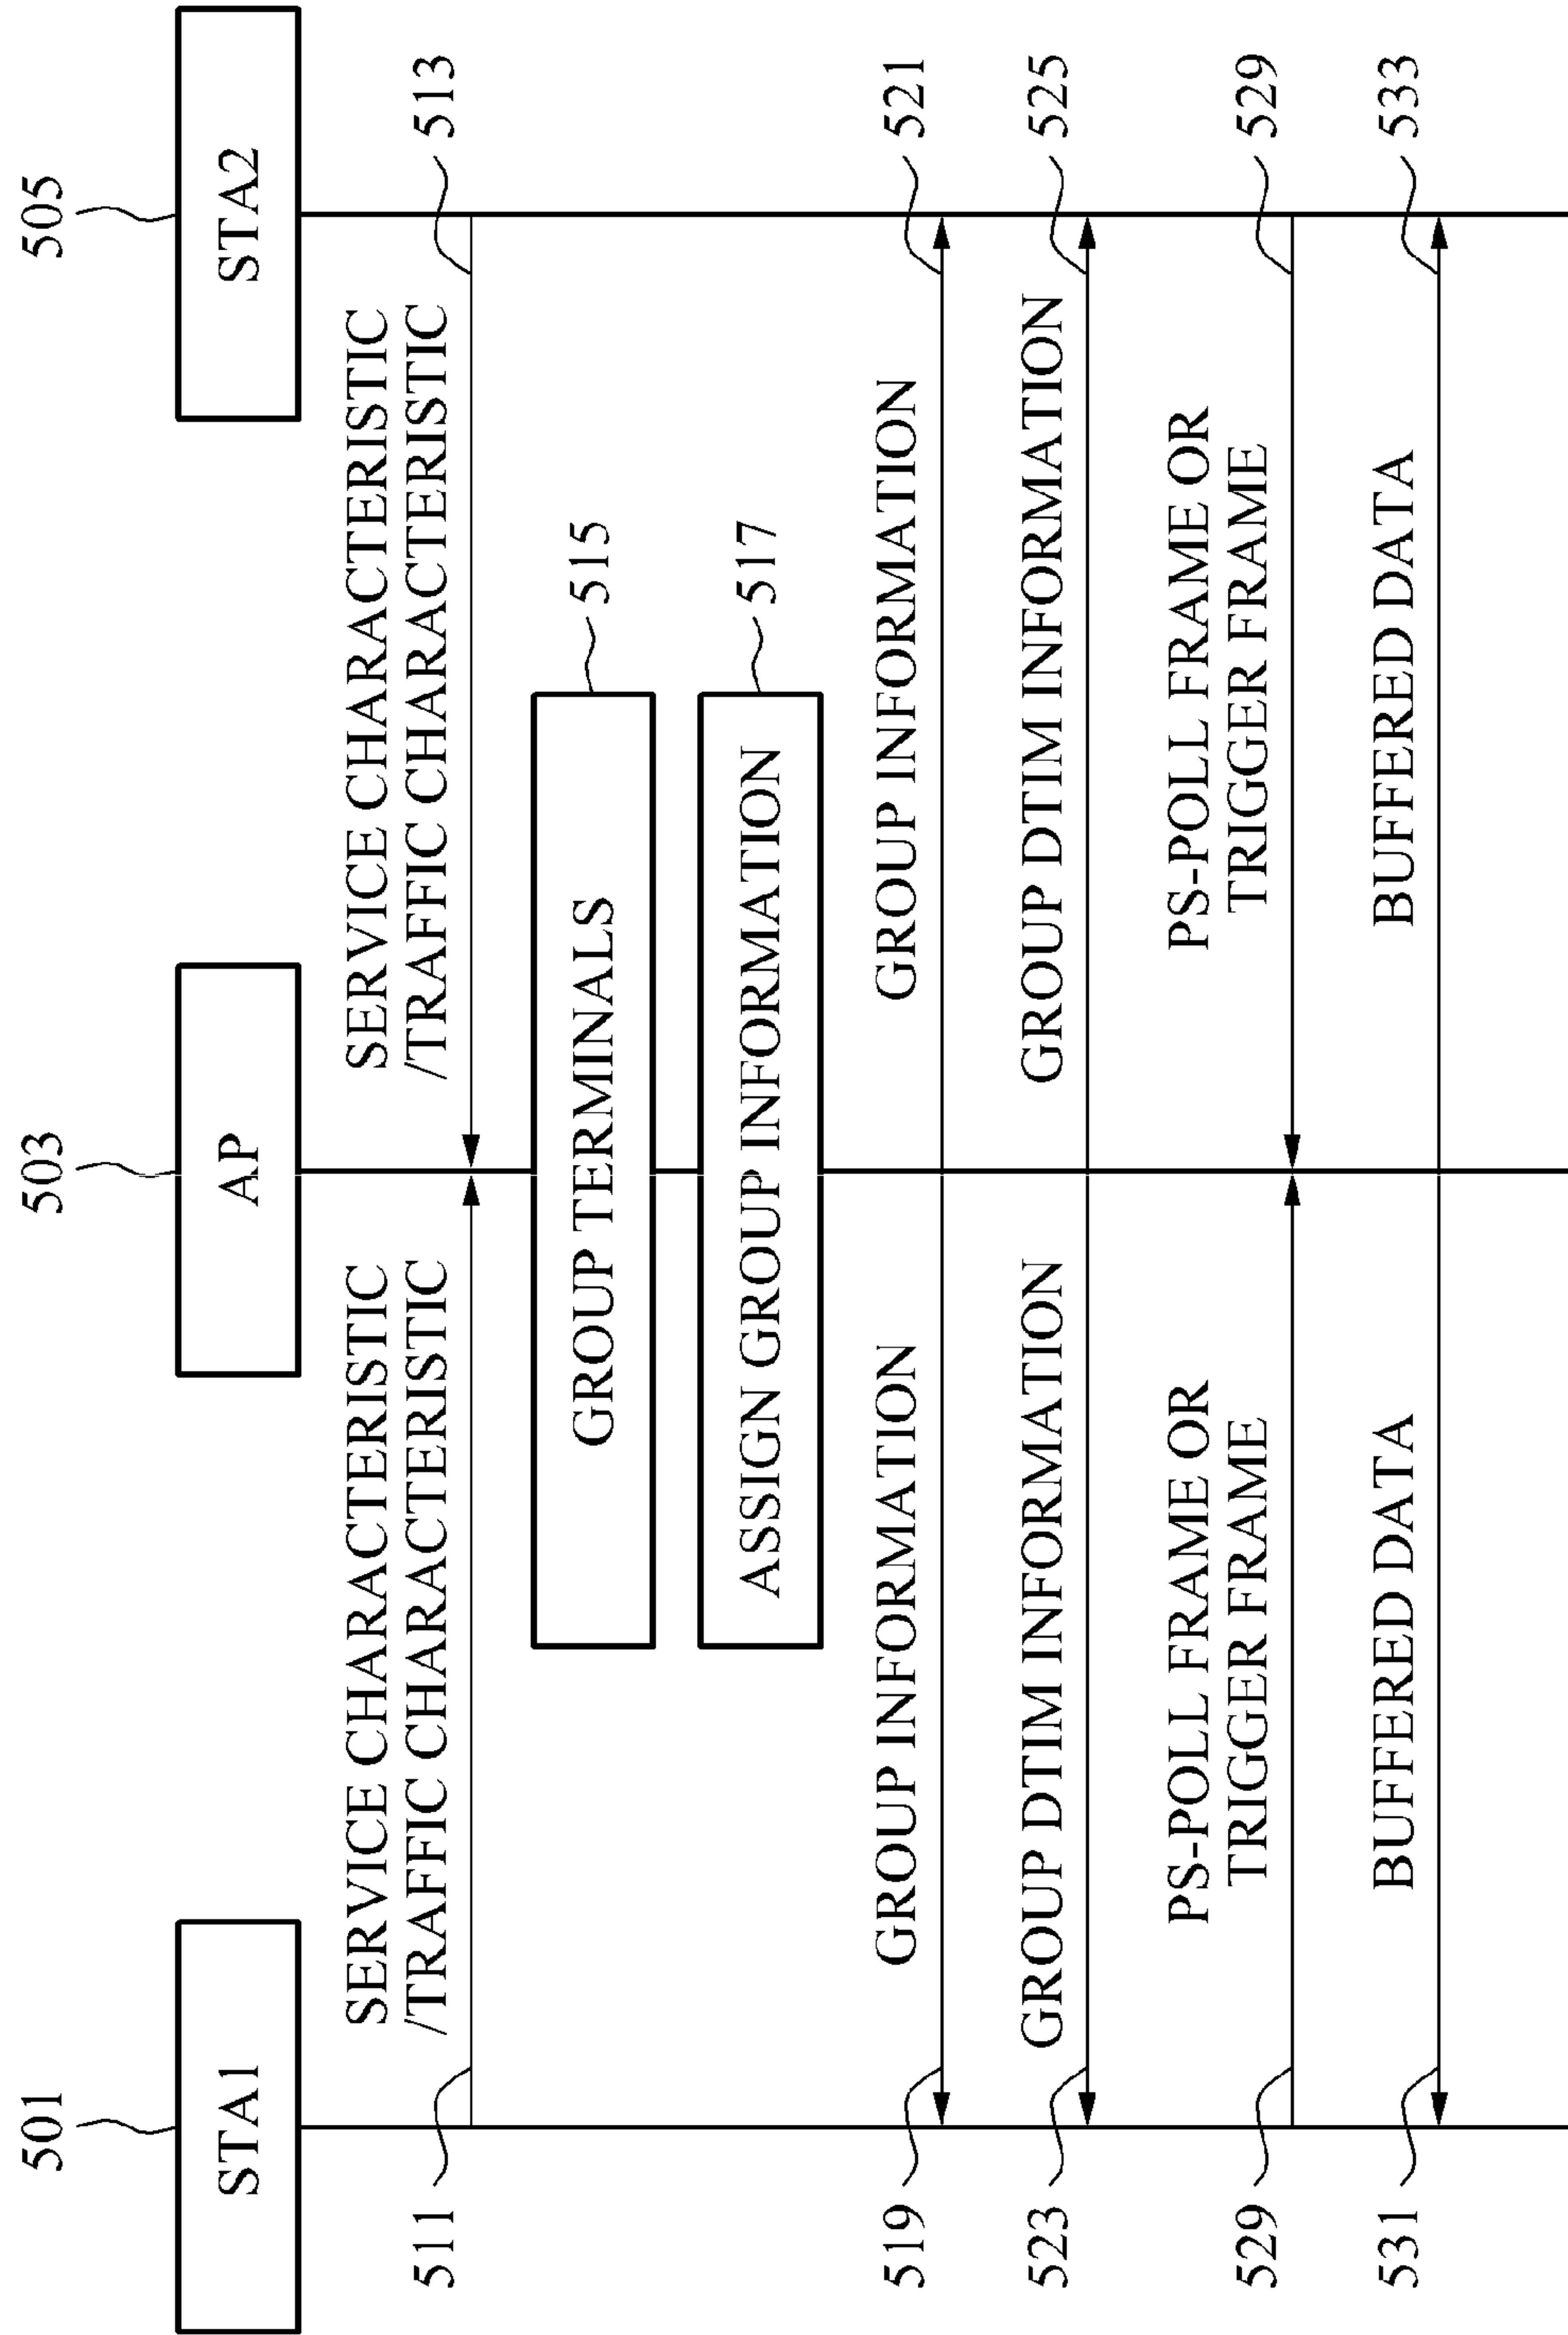 501
503
505
STA1
AP
STA2
SERVICE CHARACTERISTIC
/TRAFFIC CHARACTERISTIC
SERVICE CHARACTERISTIC
/TRAFFIC CHARACTERISTIC
511
513
GROUP TERMINALS
515
ASSIGN GROUP INFORMATION
517
GROUP INFORMATION
GROUP INFORMATION
519
521
GROUP DTIM INFORMATION
GROUP DTIM INFORMATION
523
525
PS-POLL FRAME OR
TRIGGER FRAME
PS-POLL FRAME OR
TRIGGER FRAME
529
529
BUFFERED DATA
BUFFERED DATA
531
533